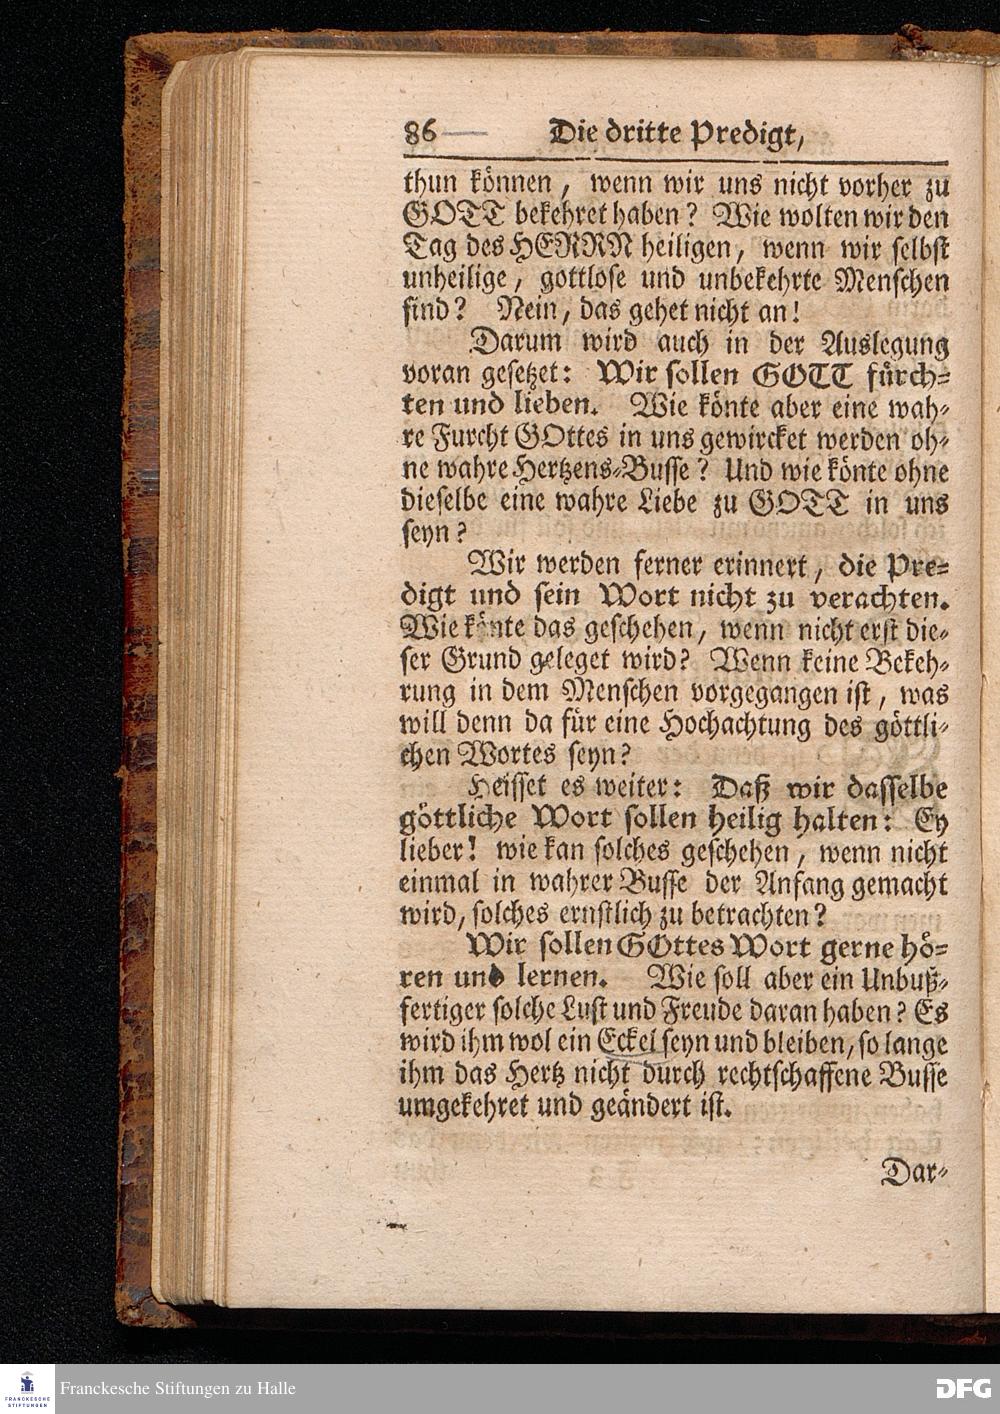 86 Die dritte Predigt,
thun können, wenn wir uns nicht vorher zu
GOTT bekehret haben? Wie wolten wir den
Tag des HERRN heiligen, wenn wir selbst
unheilige, gottlose und unbekehrte Menschen
sind? Nein, das gehet nicht an!
Darum wird auch in der Auslegung
voran gesetzet: Wir sollen GOTT fürch-
ten und lieben. Wie könte aber eine wah-
re Furcht GOttes in uns gewircket werden oh-
ne wahre Hertzens-Busse? Und wie könte ohne
dieselbe eine wahre Liebe zu GOTT in uns
seyn?
Wir werden ferner erinnert, die Pre-
digt und sein Wort nicht zu verachten.
Wie könte das geschehen, wenn nicht erst die-
ser Grund geleget wird? Wenn keine Bekeh-
rung in dem Menschen vorgegangen ist, was
will denn da für eine Hochachtung des göttli-
chen Wortes seyn?
Heisset es weiter: Daß wir dasselbe
göttliche Wort sollen heilig halten: Ey
lieber! wie kan solches geschehen, wenn nicht
einmal in wahrer Busse der Anfang gemacht
wird, solches ernstlich zu betrachten?
Wir sollen GOttes Wort gerne hö-
ren und lernen. Wie soll aber ein Unbuß-
fertiger solche Lust und Freude daran haben? Es
wird ihm wol ein Eckel seyn und bleiben, so lange
ihm das Hertz nicht durch rechtschaffene Busse
umgekehret und geändert ist.
Dar-
FRANCKESCHE
STIFTUNGEN
Franckesche Stiftungen zu Halle
DFG